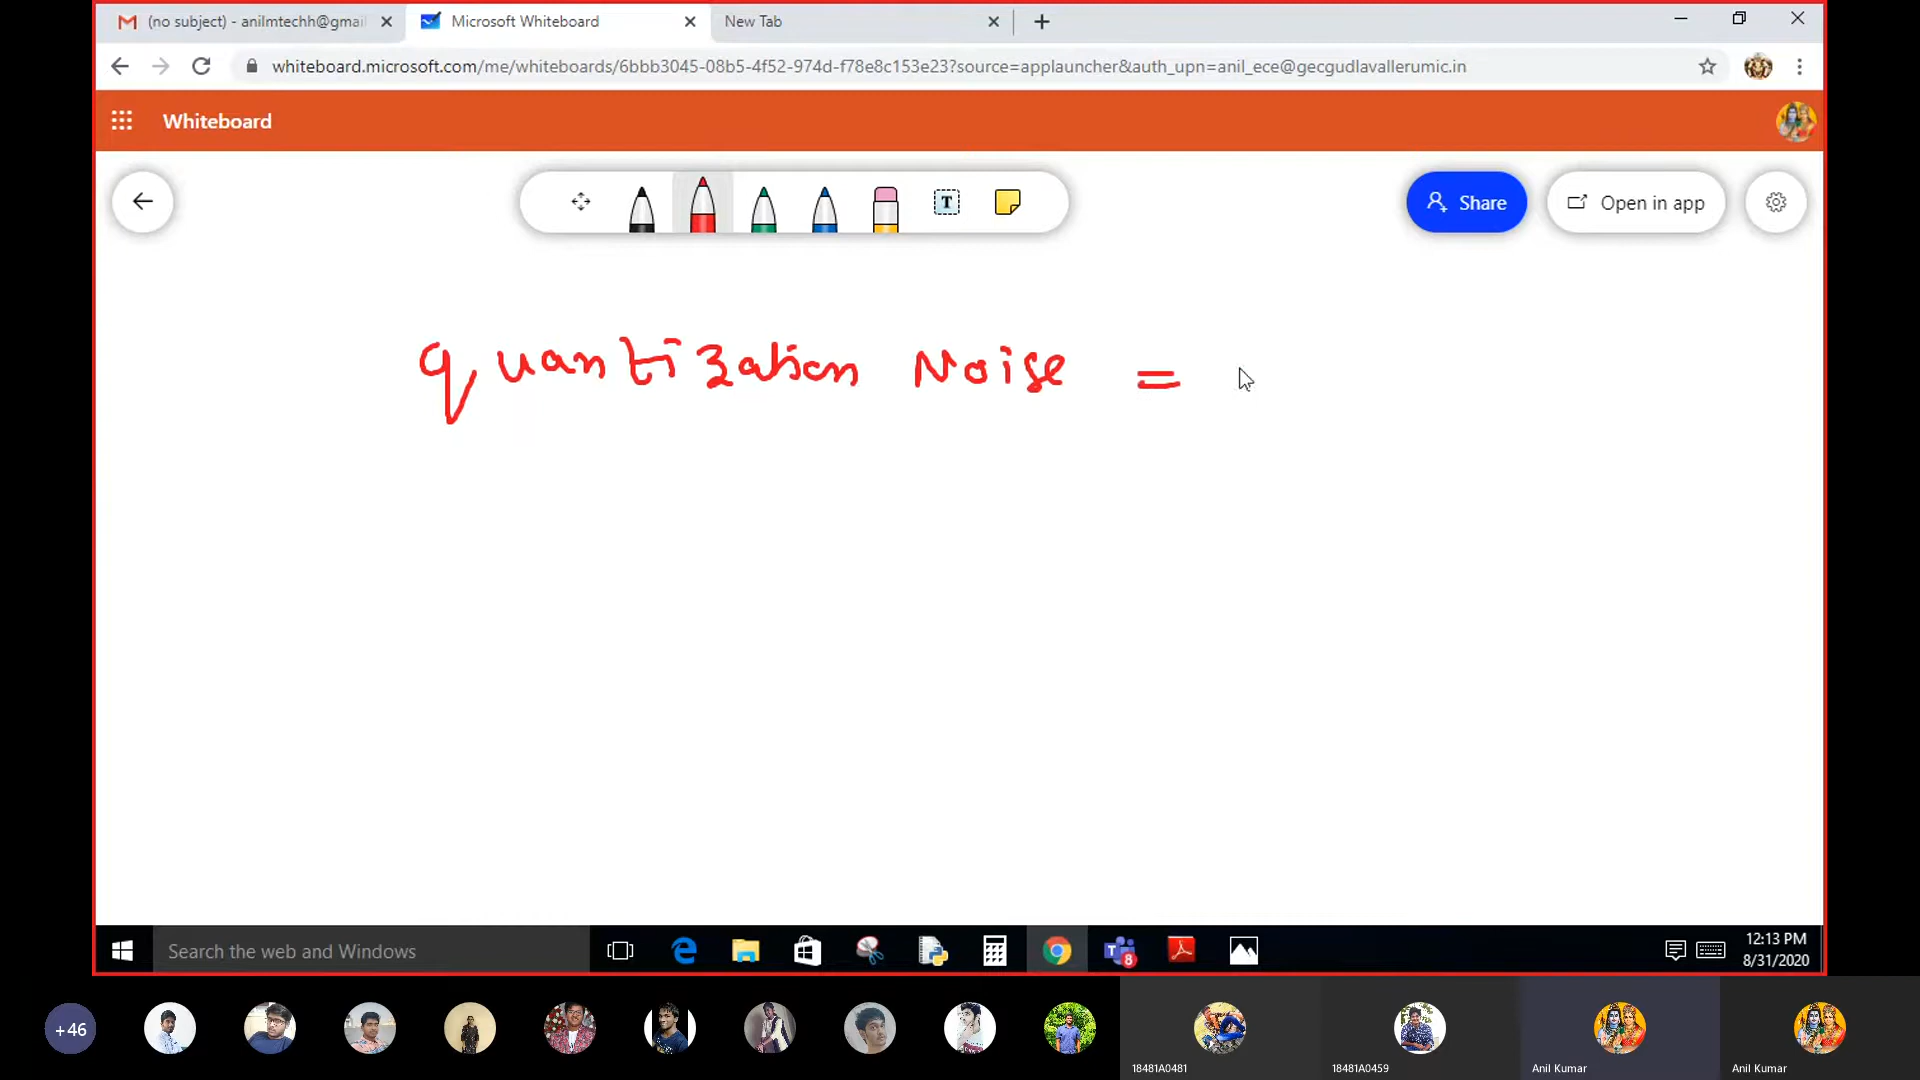 (no subject) - anilmtechh@gmai
Microsoft Whiteboard
New Tab
whiteboard.microsoft.com/me/whiteboards/6bbb3045-08b5-4f52-974d-f78e8c153e23?source=applauncher&auth_upn=anil_ece@gecgudlavallerumic.in
Whiteboard
T
Share
Open in app
quantization Noise =
Search the web and Windows
8
12:13 PM
8/31/2020
+46
18481A0481
18481A0459
Anil Kumar
Anil Kumar